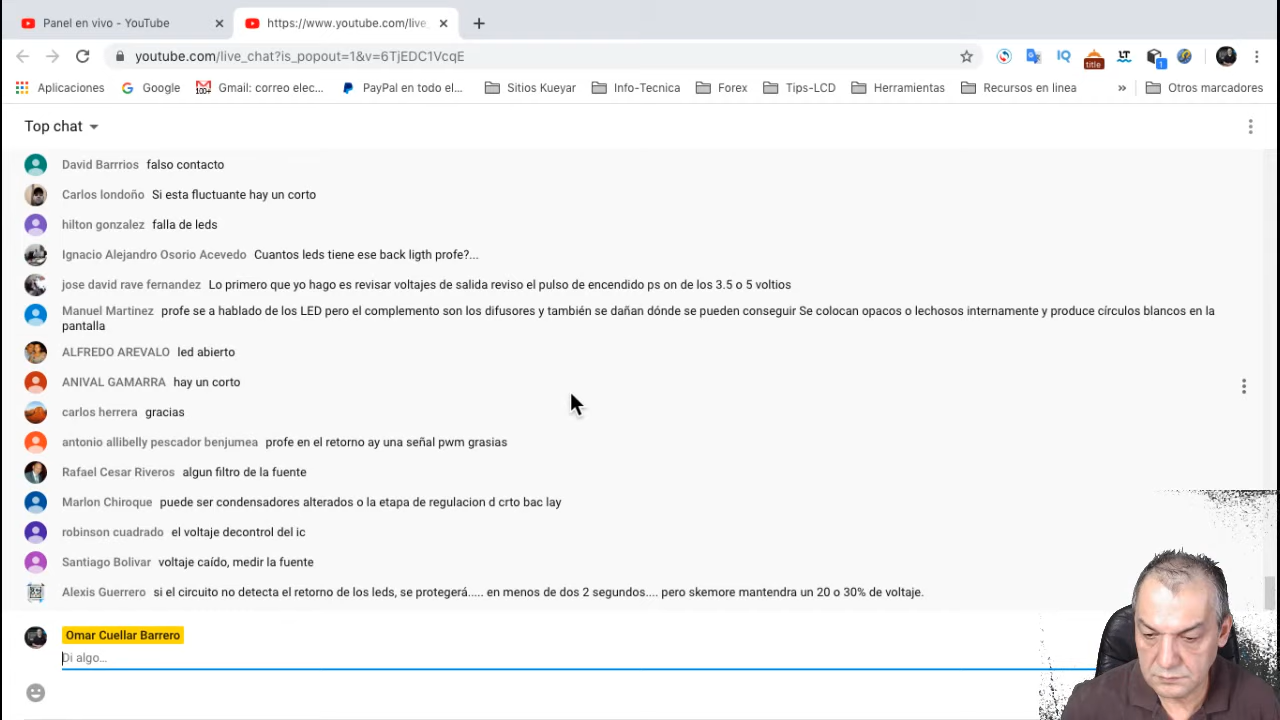 Panel en vivo - YouTube
https://www.youtube.com/live_
youtube.com/live_chat?is_popout=1&v=6TjEDC1VcqE
IQ
title
LT
1
Aplicaciones
Google
100+
Gmail: correo elec...
PayPal en todo el...
Sitios Kueyar
Info-Tecnica
Forex
Tips-LCD
Herramientas
Recursos en linea
»
Otros marcadores
Top chat
David Barrrios falso contacto
Carlos londoño Si esta fluctuante hay un corto
hilton gonzalez falla de leds
Ignacio Alejandro Osorio Acevedo Cuantos leds tiene ese back ligth profe?...
jose david rave fernandez Lo primero que yo hago es revisar voltajes de salida reviso el pulso de encendido ps on de los 3.5 o 5 voltios
Manuel Martinez profe se a hablado de los LED pero el complemento son los difusores y también se dañan dónde se pueden conseguir Se colocan opacos o lechosos internamente y produce círculos blancos en la
pantalla
ALFREDO AREVALO led abierto
ANIVAL GAMARRA hay un corto
carlos herrera gracias
antonio allibelly pescador benjumea profe en el retorno ay una señal pwm grasias
Rafael Cesar Riveros algun filtro de la fuente
Marlon Chiroque puede ser condensadores alterados o la etapa de regulacion d crto bac lay
robinson cuadrado el voltaje decontrol del ic
Santiago Bolivar voltaje caído, medir la fuente
Alexis Guerrero si el circuito no detecta el retorno de los leds, se protegerá..... en menos de dos 2 segundos.... pero skemore mantendra un 20 o 30% de voltaje.
Omar Cuellar Barrero
Di algo...